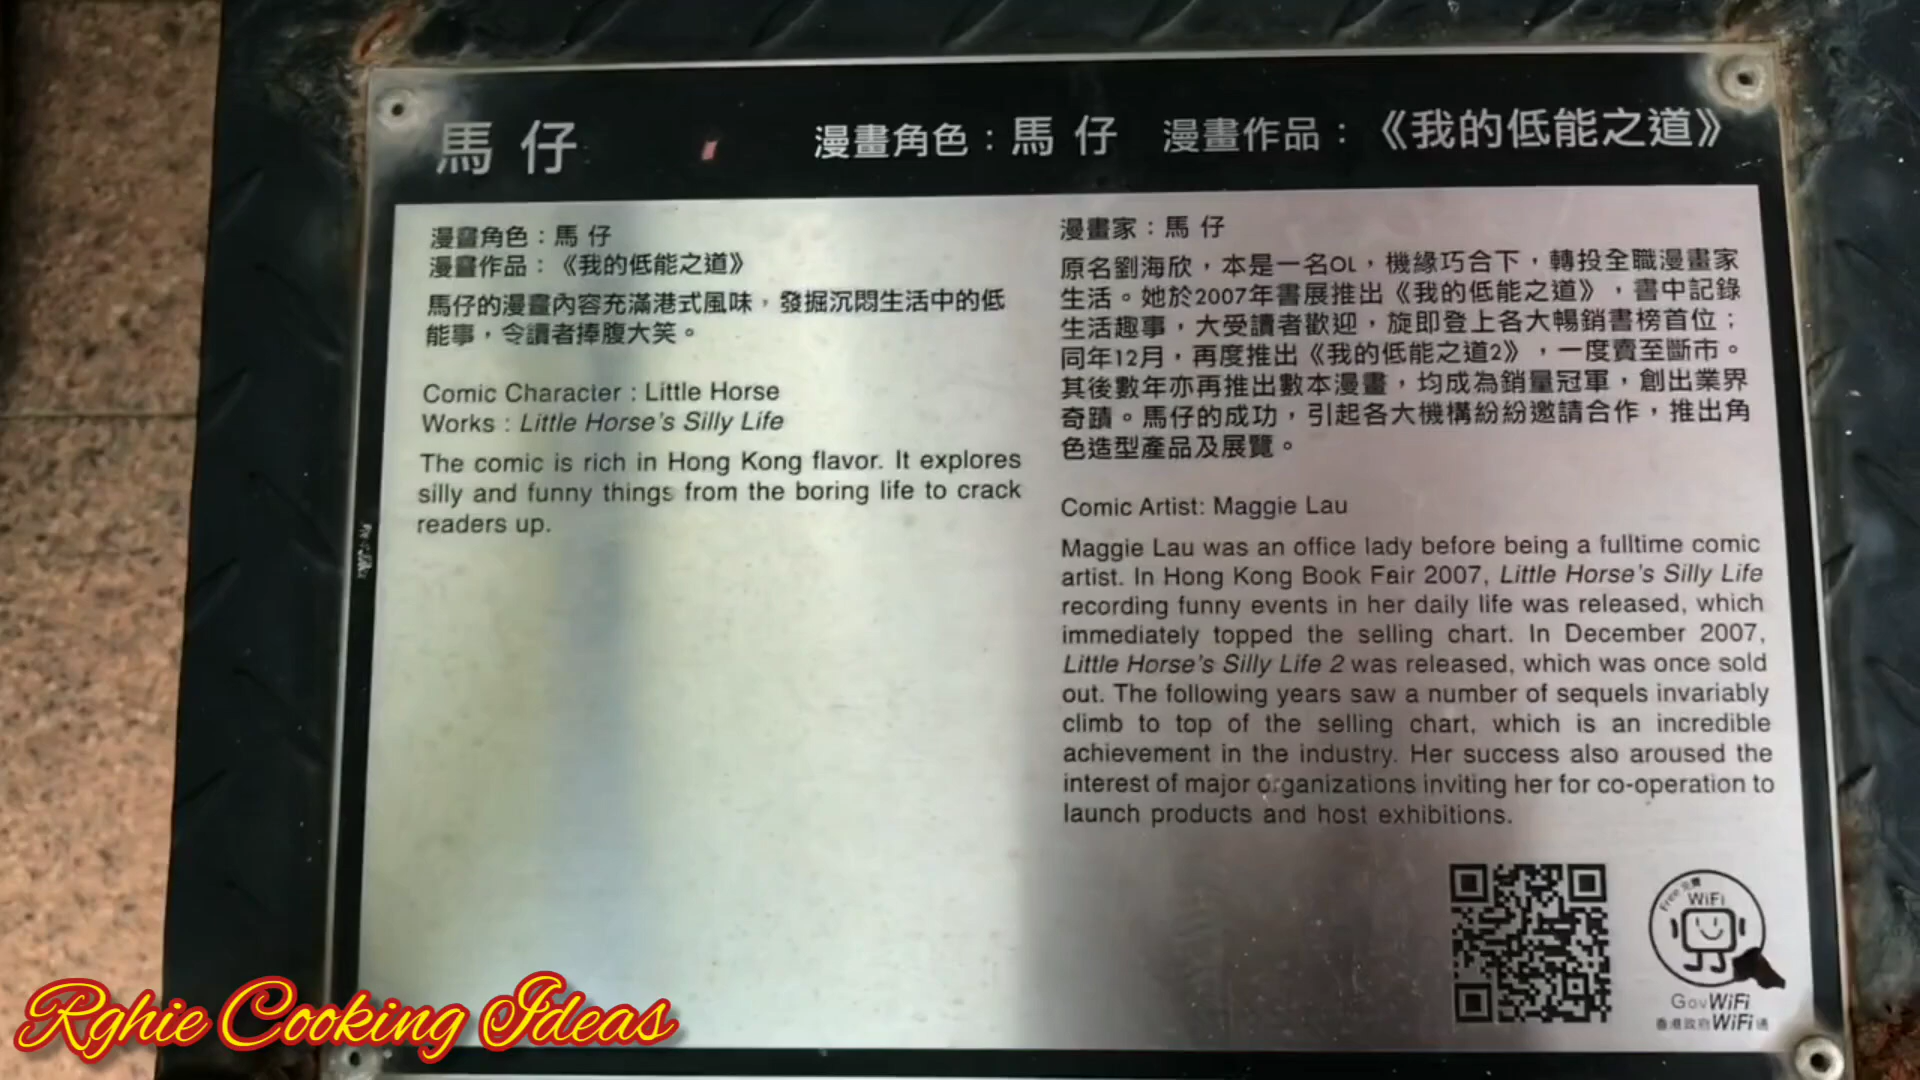 馬仔
漫畫角色：馬仔 漫畫作品：《我的低能之道》
漫畫角色：馬仔
漫畫作品：《我的低能之道》
馬仔的漫畫內容充滿港式風味，發掘沉悶生活中的低
能事，令讀者捧腹大笑。
Comic Character : Little Horse
Works : Little Horse's Silly Life
The comic is rich in Hong Kong flavor. It explores
silly and funny things from the boring life to crack
readers up.
漫畫家：馬仔
原名劉海欣，本是一名OL，機緣巧合下，轉投全職漫畫家
生活。她於2007年書展推出《我的低能之道》，書中記錄
生活趣事，大受讀者歡迎，旋即登上各大暢銷書榜首位；
同年12月，再度推出《我的低能之道2》，一度賣至斷市。
其後數年亦再推出數本漫畫，均成為銷量冠軍，創出業界
奇蹟。馬仔的成功，引起各大機構紛紛邀請合作，推出角
色造型產品及展覽。
Comic Artist: Maggie Lau
Maggie Lau was an office lady before being a fulltime comic
artist. In Hong Kong Book Fair 2007, Little Horse's Silly Life
recording funny events in her daily life was released, which
immediately topped the selling chart. In December 2007,
Little Horse's Silly Life 2 was released, which was once sold
out. The following years saw a number of sequels invariably
climb to top of the selling chart, which is an incredible
achievement in the industry. Her success also aroused the
interest of major organizations inviting her for co-operation to
launch products and host exhibitions.
Free 免費
WiFi
GovWiFi
香港政府WiFi通
Rghie Cooking Ideas